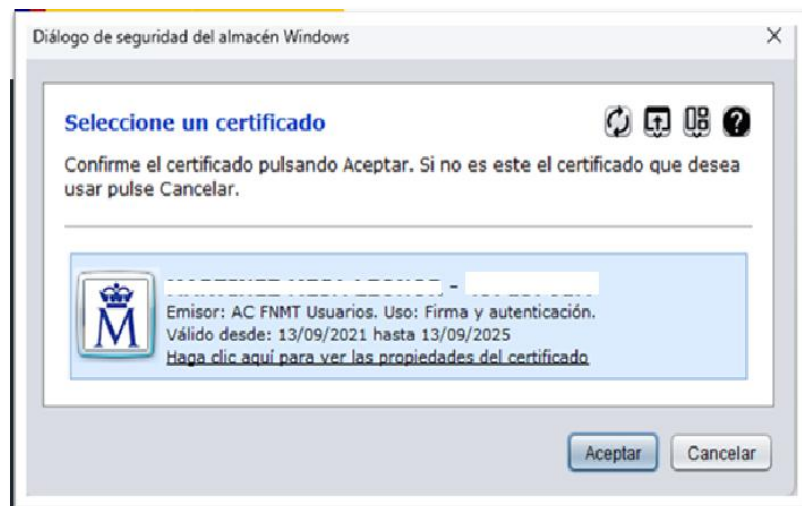 Diálogo de seguridad del almacén Windows
Seleccione un certificado
Confirme el certificado pulsando Aceptar. Si no es este el certificado que desea
usar pulse Cancelar.
-
Emisor: AC FNMT Usuarios. Uso: Firma y autenticación.
Válido desde: 13/09/2021 hasta 13/09/2025
Haga clic aquí para ver las propiedades del certificado
Aceptar Cancelar